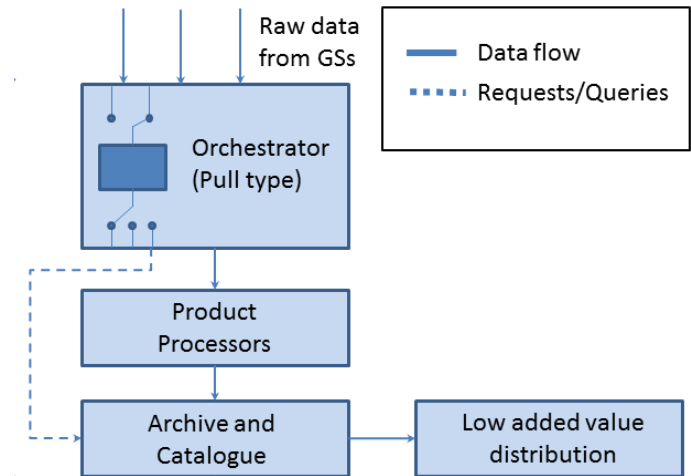 Raw data
from GSs
Data flow
Requests/Queries
Orchestrator
(Pull type)
Product
Processors
Archive and
Catalogue
Low added value
distribution